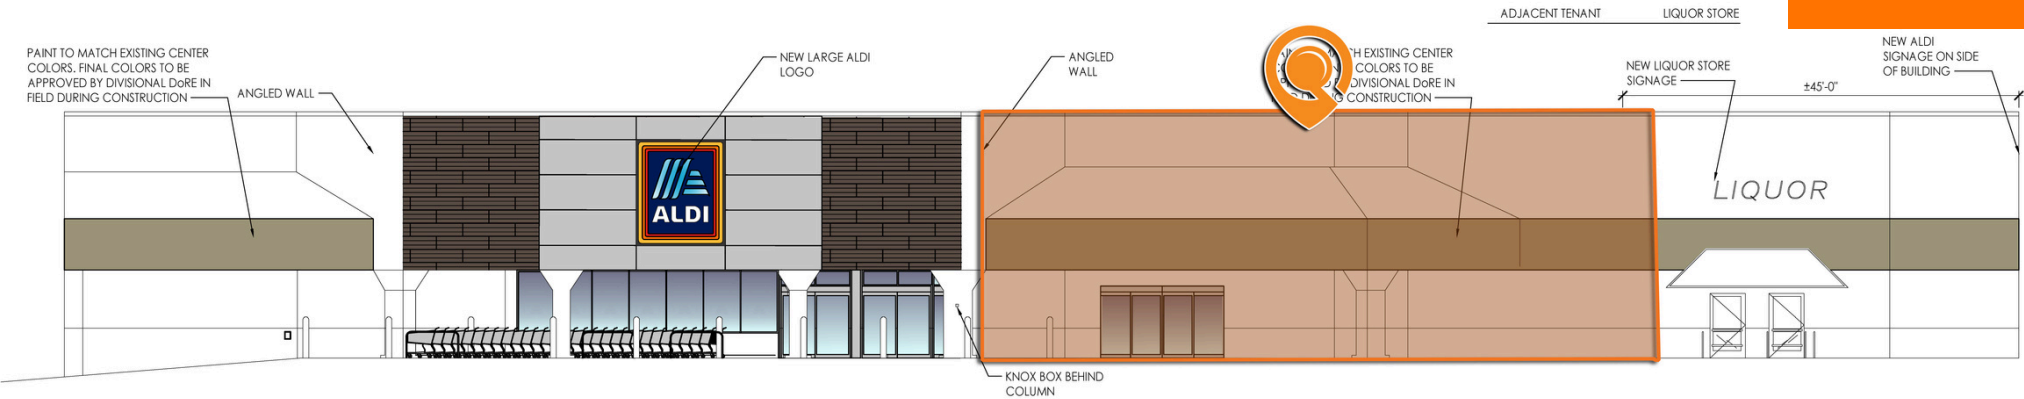 ADJACENT TENANT
LIQUOR STORE
PAINT TO MATCH EXISTING CENTER
COLORS. FINAL COLORS TO BE
APPROVED BY DIVISIONAL DoRE IN
FIELD DURING CONSTRUCTION
ANGLED WALL
NEW LARGE ALDI
LOGO
ALDI
ANGLED
WALL
CH EXISTING CENTER
COLORS TO BE
DIVISIONAL DoRE IN
CONSTRUCTION
NEW LIQUOR STORE
SIGNAGE
±45'-0"
NEW ALDI
SIGNAGE ON SIDE
OF BUILDING
LIQUOR
KNOX BOX BEHIND
COLUMN